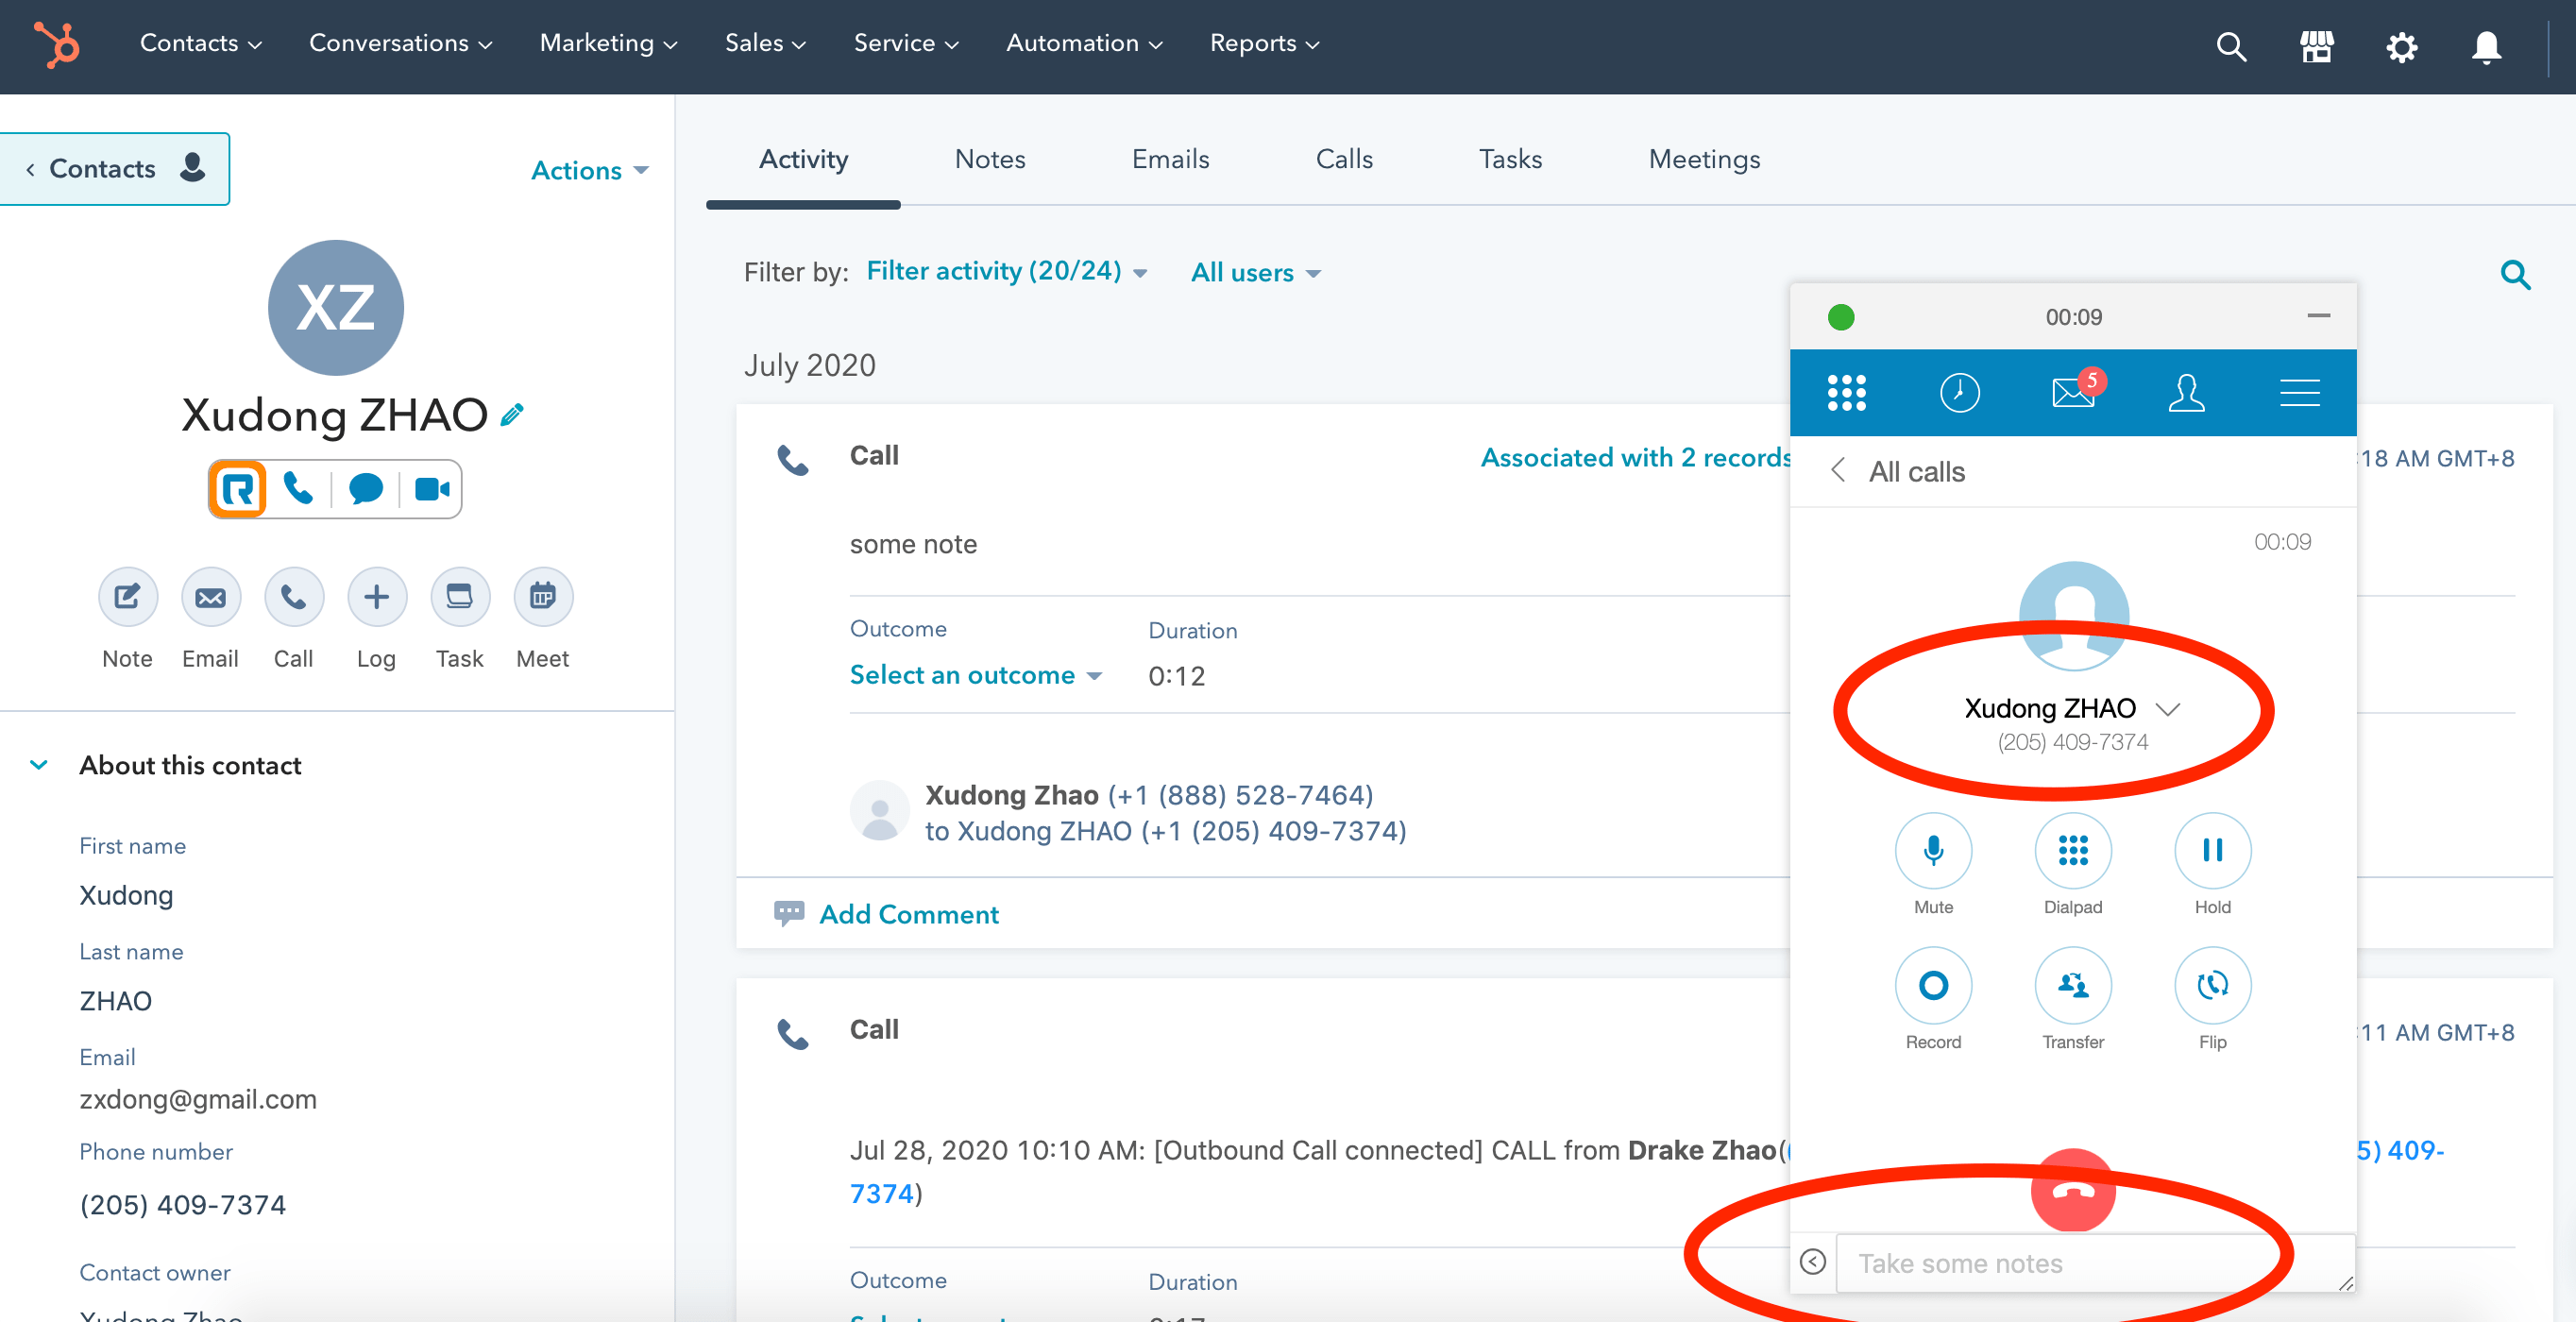 Contacts Conversations Marketing Sales Service Automation Reports
Contacts
Actions
XZ
Xudong ZHAO
Note Email Call Log Task Meet
About this contact
First name
Xudong
Last name
ZHAO
Email
zxdong@gmail.com
Phone number
(205) 409-7374
Contact owner
Xudong Zhao
Activity Notes Emails Calls Tasks Meetings
Filter by: Filter activity (20/24) All users
July 2020
Call Associated with 2 records :18 AM GMT+8
some note
Outcome Duration
Select an outcome 0:12
Xudong Zhao (+1 (888) 528-7464)
to Xudong ZHAO (+1 (205) 409-7374)
Add Comment
Call :11 AM GMT+8
Jul 28, 2020 10:10 AM: [Outbound Call connected] CALL from Drake Zhao( 5) 409-
7374)
Outcome Duration
0:17
00:09
5
All calls
00:09
Xudong ZHAO
(205) 409-7374
Mute Dialpad Hold
Record Transfer Flip
Take some notes